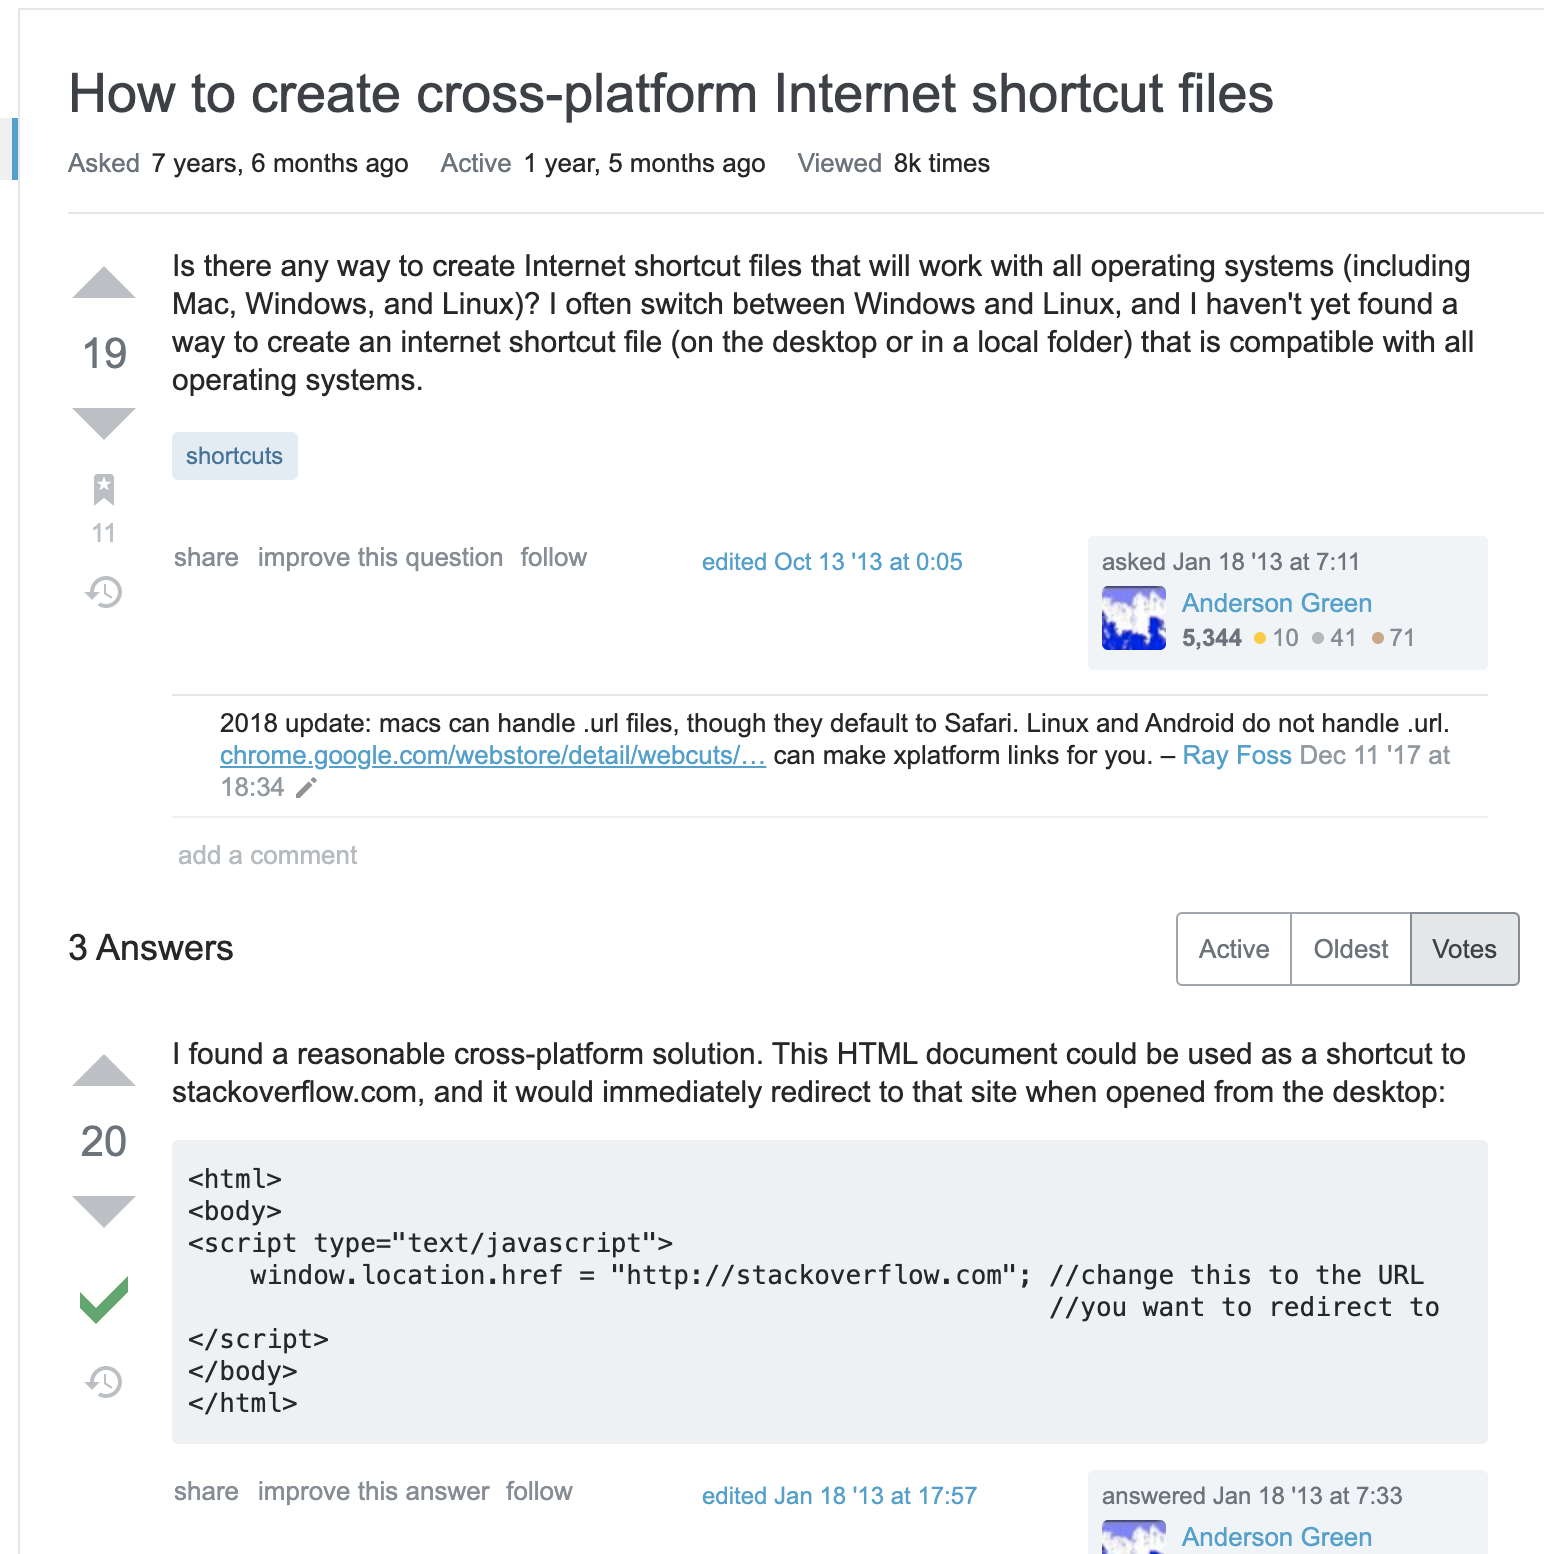 How to create cross-platform Internet shortcut files
Asked 7 years, 6 months ago Active 1 year, 5 months ago Viewed 8k times
Is there any way to create Internet shortcut files that will work with all operating systems (including
Mac, Windows, and Linux)? I often switch between Windows and Linux, and I haven't yet found a
way to create an internet shortcut file (on the desktop or in a local folder) that is compatible with all
operating systems.
19
shortcuts
11
share improve this question follow
edited Oct 13 '13 at 0:05
asked Jan 18 '13 at 7:11
Anderson Green
5,344 10 41 71
2018 update: macs can handle .url files, though they default to Safari. Linux and Android do not handle .url.
chrome.google.com/webstore/detail/webcuts/… can make xplatform links for you. – Ray Foss Dec 11 '17 at
18:34
add a comment
3 Answers
Active Oldest Votes
I found a reasonable cross-platform solution. This HTML document could be used as a shortcut to
stackoverflow.com, and it would immediately redirect to that site when opened from the desktop:
20
<html>
<body>
<script type="text/javascript">
    window.location.href = "http://stackoverflow.com"; //change this to the URL
                                                       //you want to redirect to
</script>
</body>
</html>
share improve this answer follow
edited Jan 18 '13 at 17:57
answered Jan 18 '13 at 7:33
Anderson Green